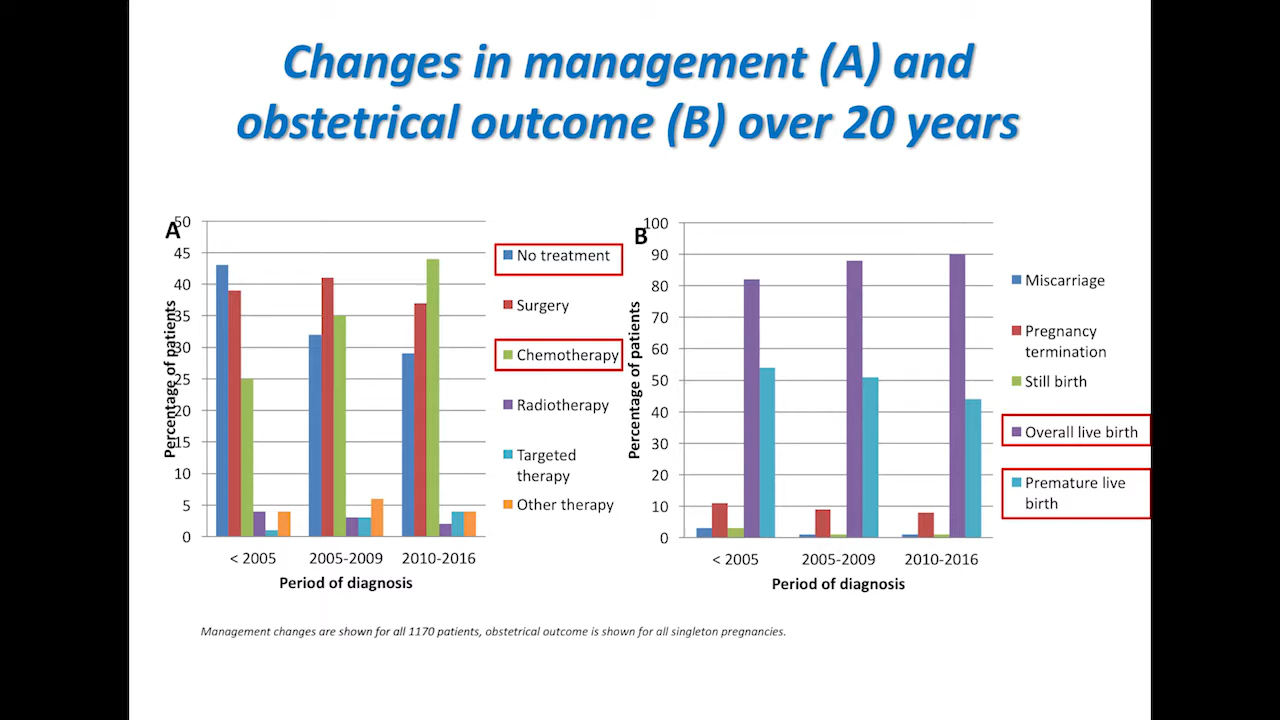 Changes in management (A) and
obstetrical outcome (B) over 20 years
A
50
45
40
35
30
25
20
15
10
5
0
Percentage of patients
< 2005
2005-2009
2010-2016
Period of diagnosis
No treatment
Surgery
Chemotherapy
Radiotherapy
Targeted
therapy
Other therapy
B
100
90
80
70
60
50
40
30
20
10
0
Percentage of patients
< 2005
2005-2009
2010-2016
Period of diagnosis
Miscarriage
Pregnancy
termination
Still birth
Overall live birth
Premature live
birth
Management changes are shown for all 1170 patients, obstetrical outcome is shown for all singleton pregnancies.